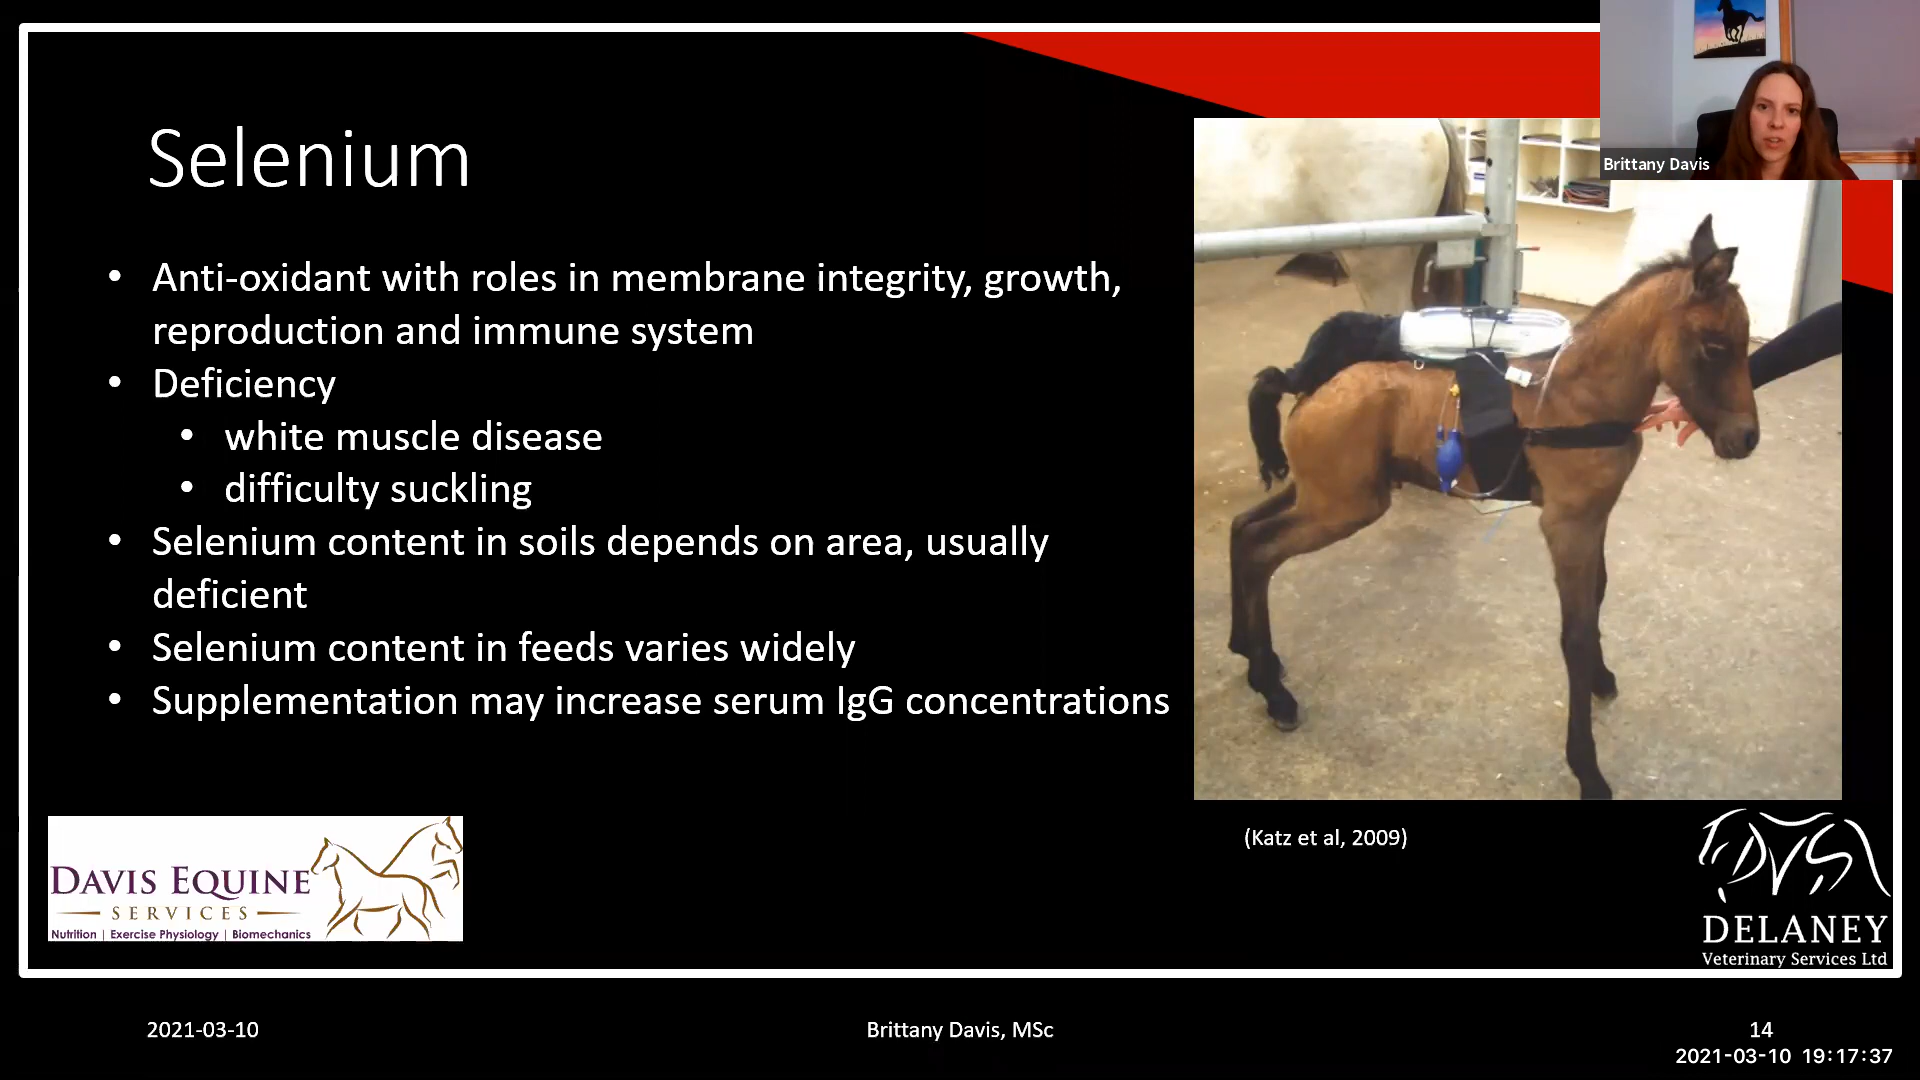 Brittany Davis
Selenium
• Anti-oxidant with roles in membrane integrity, growth,
reproduction and immune system
• Deficiency
• white muscle disease
• difficulty suckling
• Selenium content in soils depends on area, usually
deficient
• Selenium content in feeds varies widely
• Supplementation may increase serum IgG concentrations
(Katz et al, 2009)
DAVIS EQUINE
SERVICES
Nutrition | Exercise Physiology | Biomechanics
DVS
DELANEY
Veterinary Services Ltd
2021-03-10
Brittany Davis, MSc
14
2021-03-10 19:17:37